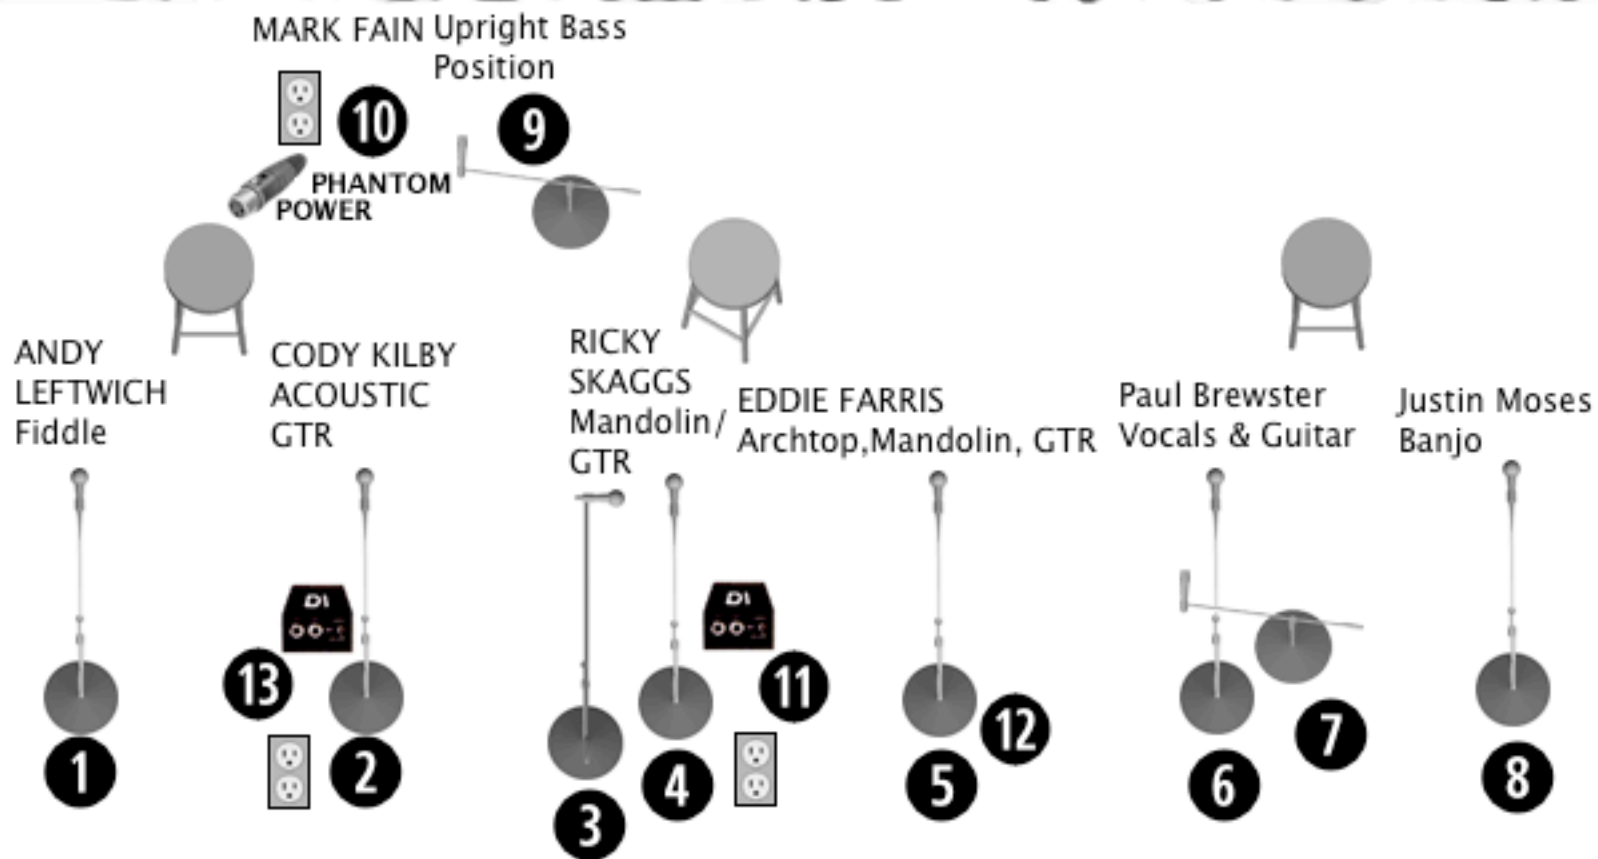 MARK FAIN
Upright Bass
Position
10
9
PHANTOM
POWER
ANDY
LEFTWICH
Fiddle
CODY KILBY
ACOUSTIC
GTR
RICKY
SKAGGS
Mandolin/
GTR
EDDIE FARRIS
Archtop,Mandolin, GTR
Paul Brewster
Vocals & Guitar
Justin Moses
Banjo
DI
DI
13
11
12
7
1
2
3
4
5
6
8